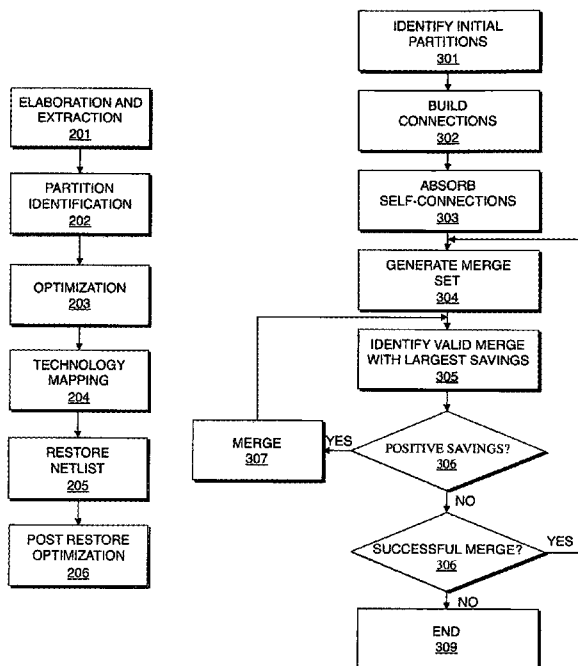 ELABORATION AND
EXTRACTION
201
PARTITION
IDENTIFICATION
202
OPTIMIZATION
203
TECHNOLOGY
MAPPING
204
RESTORE
NETLIST
205
POST RESTORE
OPTIMIZATION
206
IDENTIFY INITIAL
PARTITIONS
301
BUILD
CONNECTIONS
302
ABSORB
SELF-CONNECTIONS
303
GENERATE MERGE
SET
304
IDENTIFY VALID MERGE
WITH LARGEST SAVINGS
305
POSITIVE SAVINGS?
306
YES
MERGE
307
NO
SUCCESSFUL MERGE?
306
YES
NO
END
309